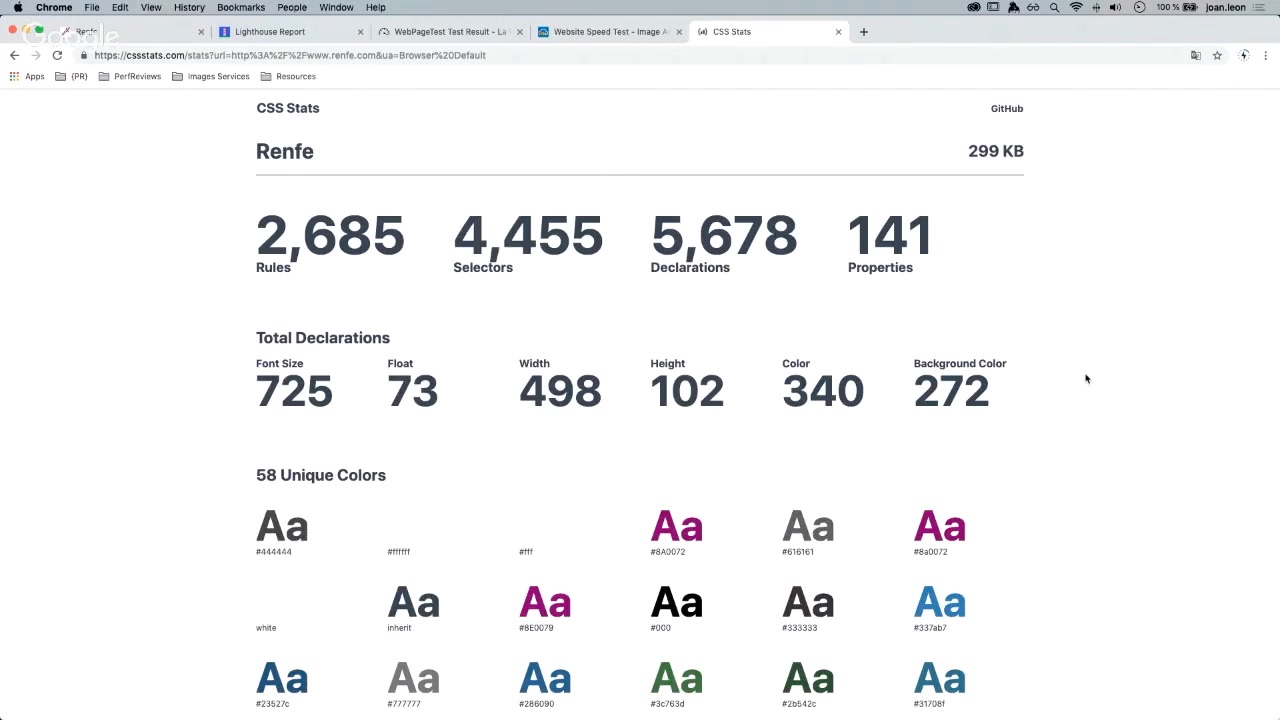 Chrome File Edit View History Bookmarks People Window Help 100 % joan.leon
Google
Renfe Lighthouse Report WebPageTest Test Result - La Website Speed Test - Image A CSS Stats
https://cssstats.com/stats?url=http%3A%2F%2Fwww.renfe.com&ua=Browser%20Default
Apps {PR} PerfReviews Images Services Resources
CSS Stats GitHub
Renfe 299 KB
2,685 4,455 5,678 141
Rules Selectors Declarations Properties
Total Declarations
Font Size Float Width Height Color Background Color
725 73 498 102 340 272
58 Unique Colors
Aa Aa Aa Aa
#444444 #ffffff #fff #8A0072 #616161 #8a0072
Aa Aa Aa Aa Aa
white inherit #8E0079 #000 #333333 #337ab7
Aa Aa Aa Aa Aa Aa
#23527c #777777 #286090 #3c763d #2b542c #31708f